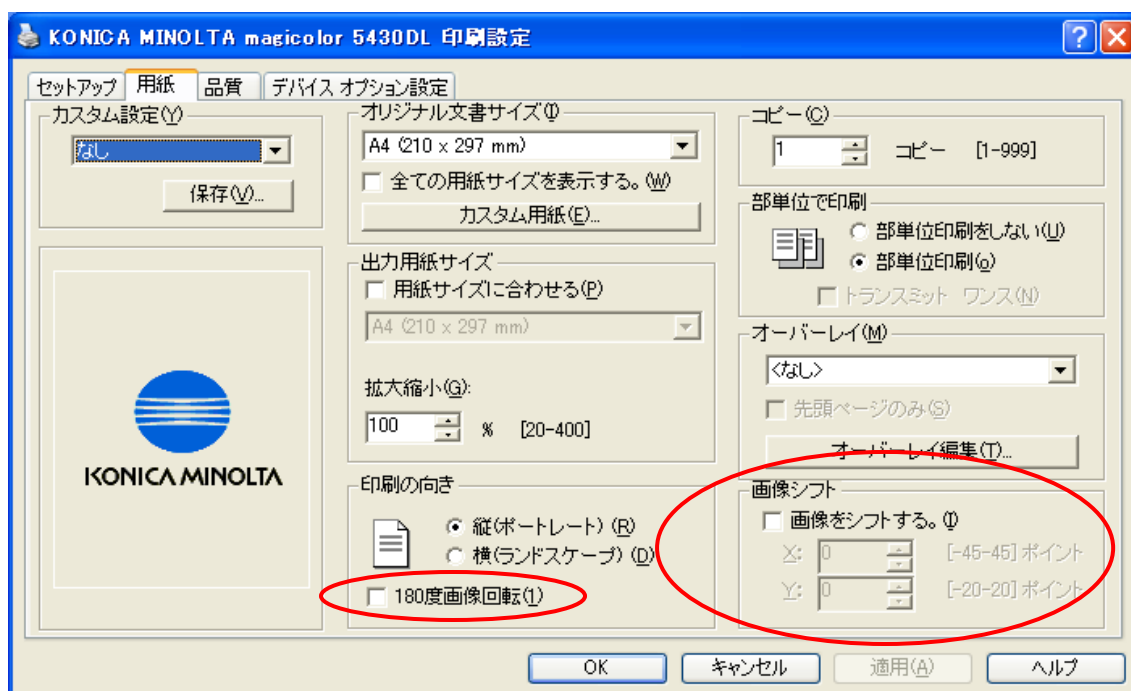 KONICA MINOLTA magicolor 5430DL 印刷設定
セットアップ 用紙 品質 デバイス オプション設定
カスタム設定(Y)
なし
保存(V)...
KONICA MINOLTA
オリジナル文書サイズ(I)
A4 (210 x 297 mm)
全ての用紙サイズを表示する。(W)
カスタム用紙(E)...
出力用紙サイズ
用紙サイズに合わせる(P)
A4 (210 x 297 mm)
拡大縮小(G):
100 % [20-400]
印刷の向き
縦(ポートレート) (R)
横(ランドスケープ) (D)
180度画像回転(1)
コピー(C)
1 コピー [1-999]
部単位で印刷
部単位印刷をしない(U)
部単位印刷(o)
トランスミット ワンス(N)
オーバーレイ(M)
<なし>
先頭ページのみ(S)
オーバーレイ編集(T)...
画像シフト
画像をシフトする。(I)
X: 0 [-45-45] ポイント
Y: 0 [-20-20] ポイント
OK キャンセル 適用(A) ヘルプ